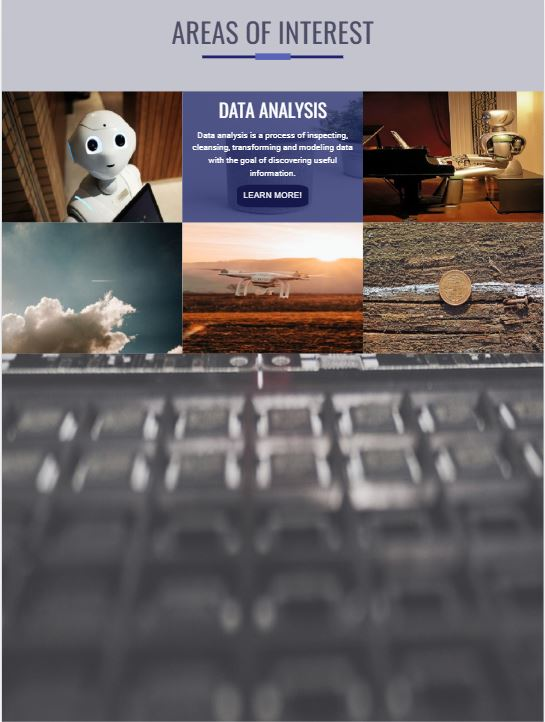 AREAS OF INTEREST
DATA ANALYSIS
Data analysis is a process of inspecting,
cleansing, transforming and modeling data
with the goal of discovering useful
information.
LEARN MORE!